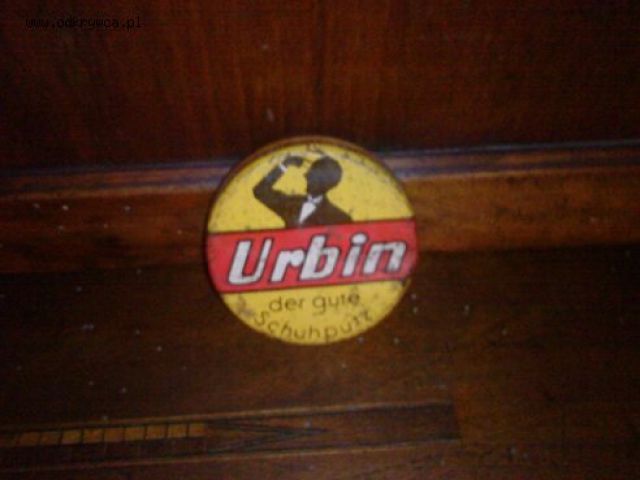 www.odkrywca.pl
Urbin
der gute
Schuhputz